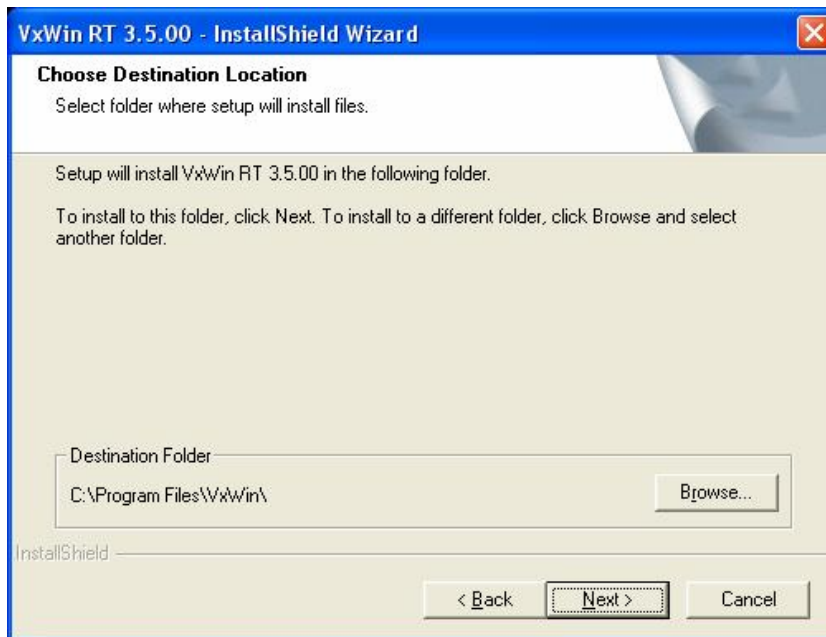 VxWin RT 3.5.00 - InstallShield Wizard
Choose Destination Location
Select folder where setup will install files.
Setup will install VxWin RT 3.5.00 in the following folder.
To install to this folder, click Next. To install to a different folder, click Browse and select
another folder.
Destination Folder
C:\Program Files\VxWin\
Browse...
InstallShield
< Back
Next >
Cancel